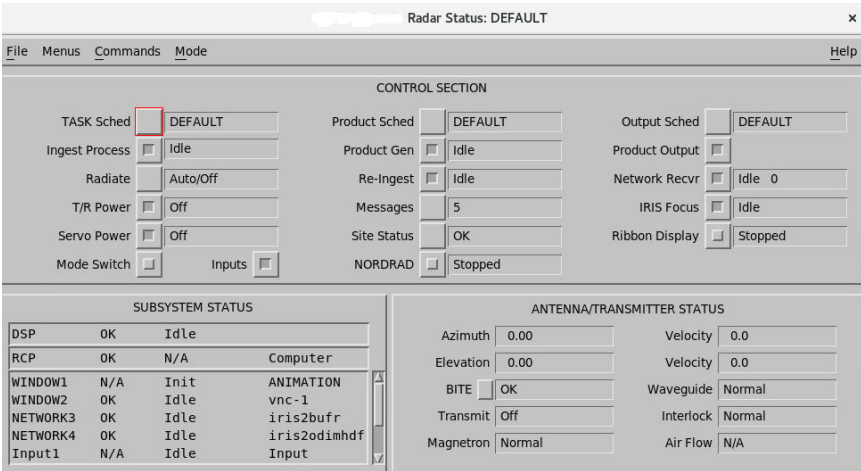 Radar Status: DEFAULT ×
File Menus Commands Mode Help
CONTROL SECTION
TASK Sched DEFAULT Product Sched DEFAULT Output Sched DEFAULT
Ingest Process Idle Product Gen Idle Product Output
Radiate Auto/Off Re-Ingest Idle Network Recvr Idle 0
T/R Power Off Messages 5 IRIS Focus Idle
Servo Power Off Site Status OK Ribbon Display Stopped
Mode Switch Inputs NORDRAD Stopped
SUBSYSTEM STATUS
DSP OK Idle
RCP OK N/A Computer
WINDOW1 N/A Init ANIMATION
WINDOW2 OK Idle vnc-1
NETWORK3 OK Idle iris2bufr
NETWORK4 OK Idle iris2odimhdf
Input1 N/A Idle Input
ANTENNA/TRANSMITTER STATUS
Azimuth 0.00 Velocity 0.0
Elevation 0.00 Velocity 0.0
BITE OK Waveguide Normal
Transmit Off Interlock Normal
Magnetron Normal Air Flow N/A